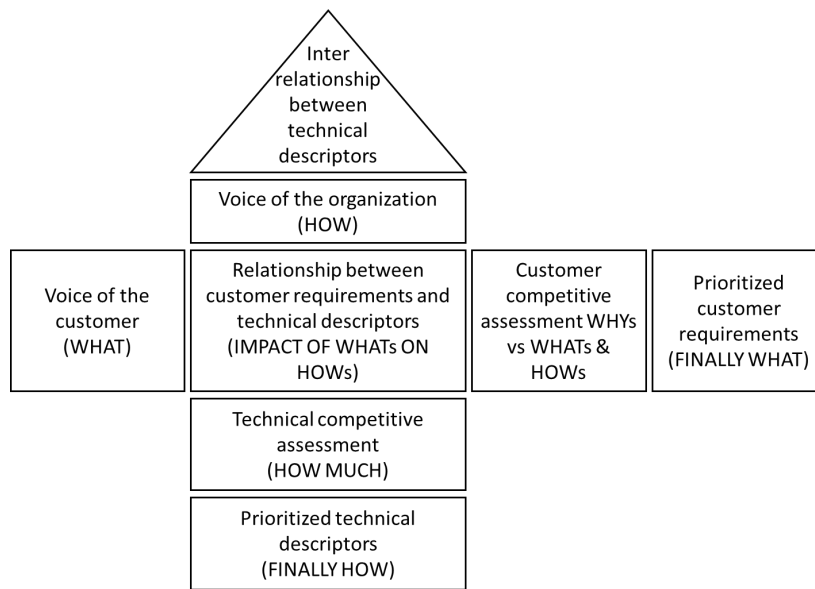 Inter
relationship
between
technical
descriptors
Voice of the organization
(HOW)
Voice of the
customer
(WHAT)
Relationship between
customer requirements and
technical descriptors
(IMPACT OF WHATs ON
HOWs)
Customer
competitive
assessment WHYs
vs WHATs &
HOWs
Prioritized
customer
requirements
(FINALLY WHAT)
Technical competitive
assessment
(HOW MUCH)
Prioritized technical
descriptors
(FINALLY HOW)